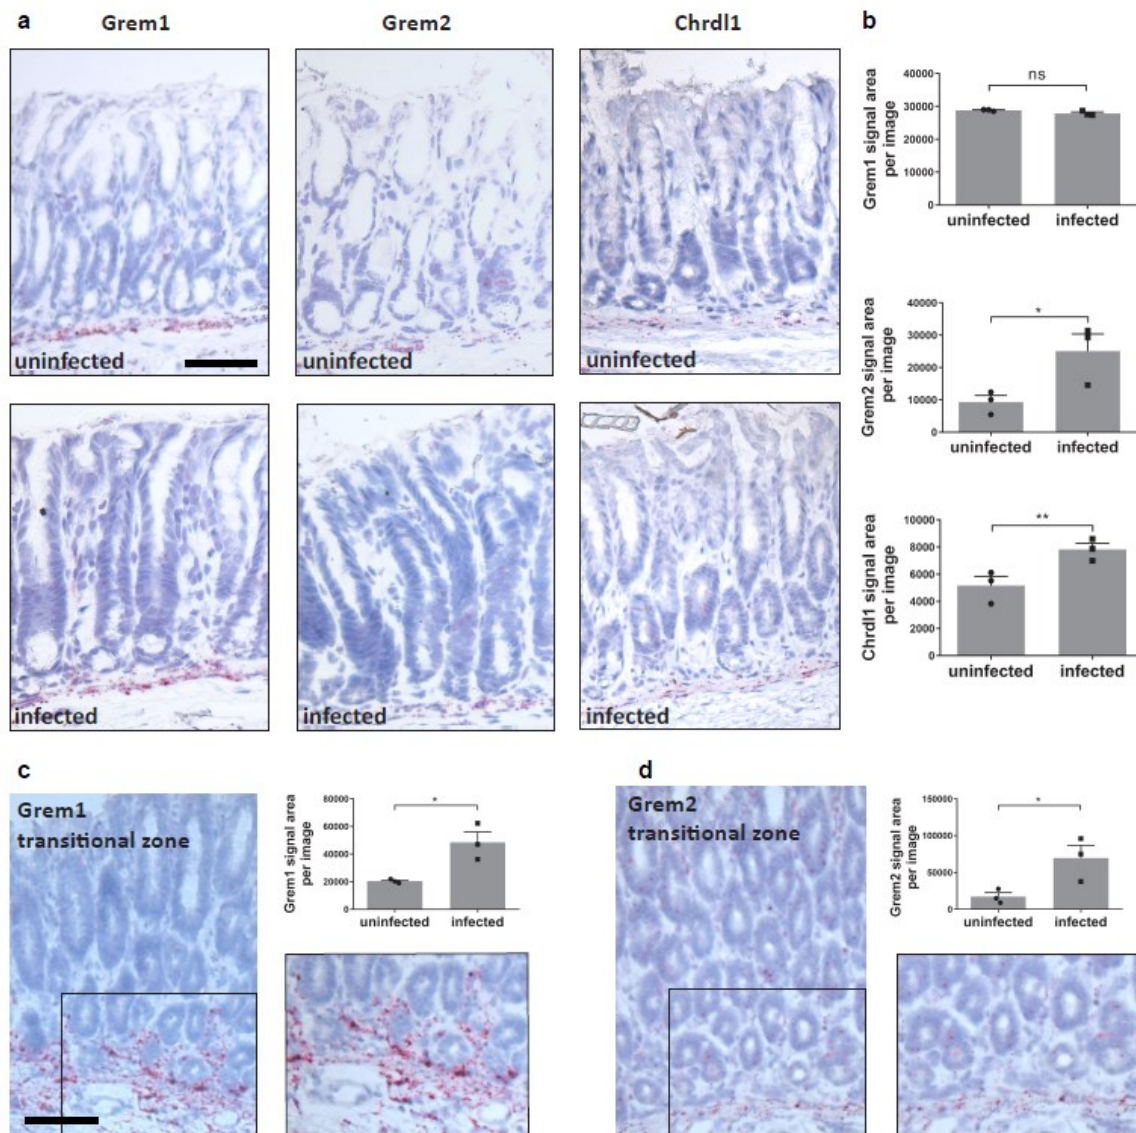 a
Grem1
Grem2
Chrdl1
uninfected
uninfected
uninfected
infected
infected
infected
b
Grem1 signal area
per image
40000
30000
20000
10000
0
ns
uninfected
infected
Grem2 signal area
per image
40000
30000
20000
10000
0
*
uninfected
infected
Chrdl1 signal area
per image
10000
8000
6000
4000
2000
0
**
uninfected
infected
c
Grem1
transitional zone
Grem1 signal area
per image
80000
60000
40000
20000
0
*
uninfected
infected
d
Grem2
transitional zone
Grem2 signal area
per image
150000
100000
50000
0
*
uninfected
infected